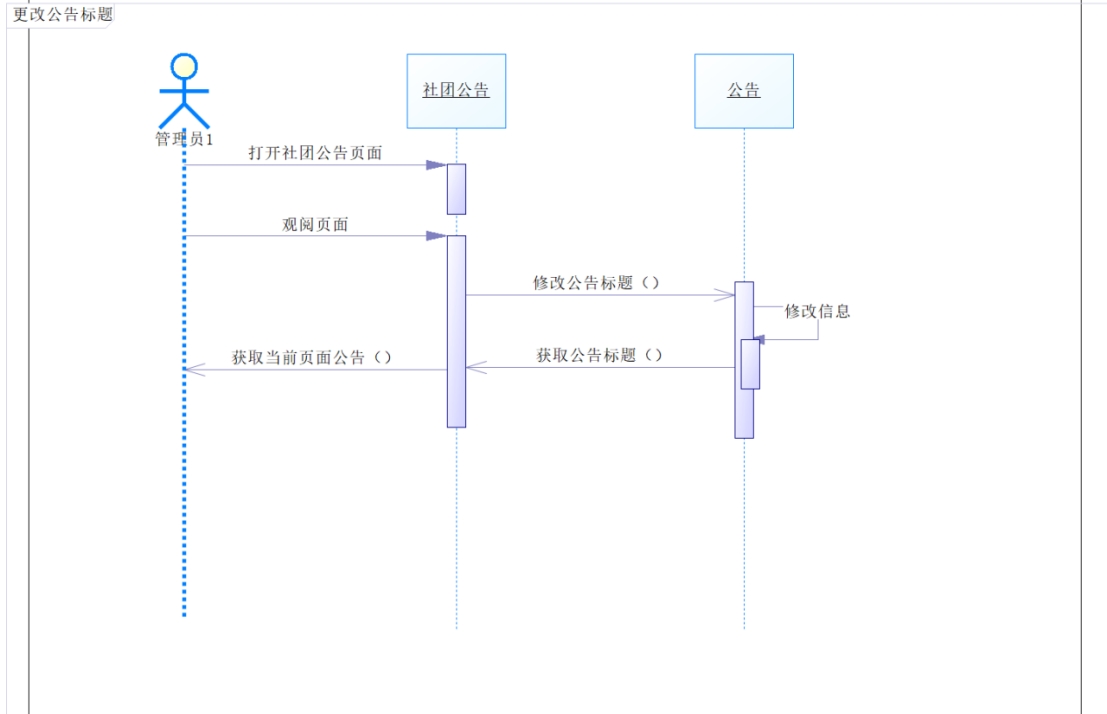 更改公告标题
社团公告
公告
管理员1
打开社团公告页面
观阅页面
修改公告标题（）
修改信息
获取当前页面公告（）
获取公告标题（）